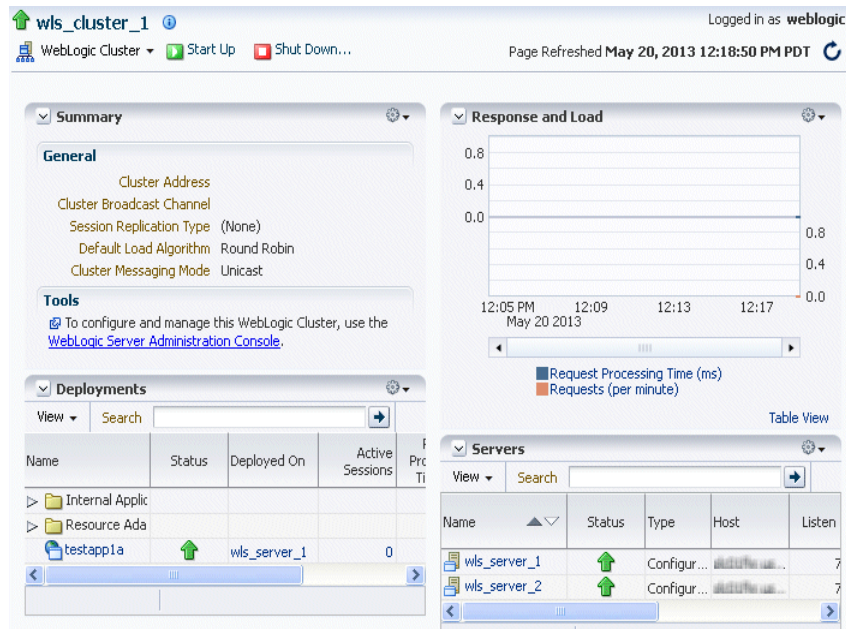 wls_cluster_1
Logged in as weblogic
WebLogic Cluster Start Up Shut Down...
Page Refreshed May 20, 2013 12:18:50 PM PDT
Summary
General
Cluster Address
Cluster Broadcast Channel
Session Replication Type (None)
Default Load Algorithm Round Robin
Cluster Messaging Mode Unicast
Tools
To configure and manage this WebLogic Cluster, use the
WebLogic Server Administration Console.
Deployments
View Search
Name Status Deployed On Active
Sessions
Internal Applic
Resource Ada
testapp1a wls_server_1 0
Response and Load
0.8
0.4
0.0
0.8
0.4
0.0
12:05 PM 12:09 12:13 12:17
May 20 2013
Request Processing Time (ms)
Requests (per minute)
Table View
Servers
View Search
Name Status Type Host Listen
wls_server_1 Configur... 7
wls_server_2 Configur... 7